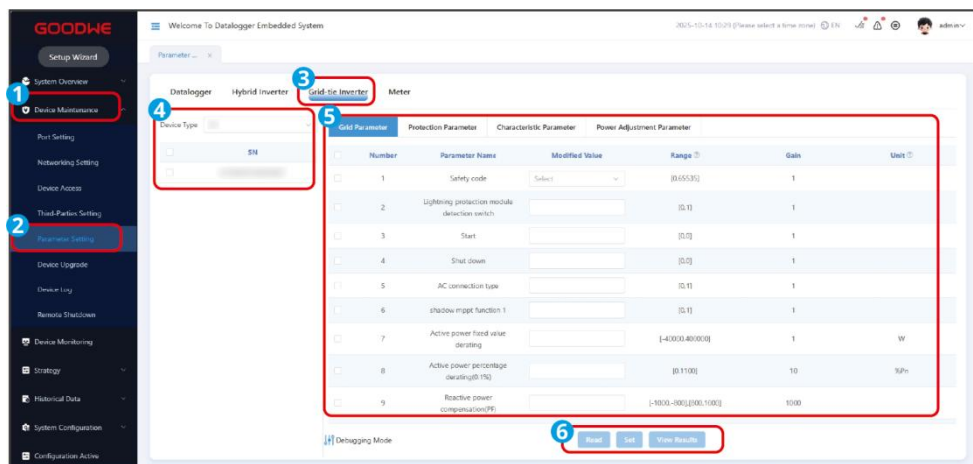 GOODWE
Welcome To Datalogger Embedded System
2025-10-14 10:29 (Please select a time zone) EN
admin
Setup Wizard
Parameter ... ×
System Overview
1
Device Maintenance
Port Setting
Networking Setting
Device Access
Third-Parties Setting
2
Parameter Setting
Device Upgrade
Device Log
Remote Shutdown
Device Monitoring
Strategy
Historical Data
System Configuration
Configuration Active
3
Datalogger Hybrid Inverter Grid-tie Inverter Meter
4
Device Type
SN
5
Grid Parameter Protection Parameter Characteristic Parameter Power Adjustment Parameter
Number Parameter Name Modified Value Range Gain Unit
1 Safety code Select [0,65535] 1
2 Lightning protection module detection switch [0,1] 1
3 Start [0,0] 1
4 Shut down [0,0] 1
5 AC connection type [0,1] 1
6 shadow mppt function 1 [0,1] 1
7 Active power fixed value derating [-40000,400000] 1 W
8 Active power percentage derating(0.1%) [0,1100] 10 %Pn
9 Reactive power compensation(PF) [-1000,-800],[800,1000] 1000
Debugging Mode
6
Read Set View Results